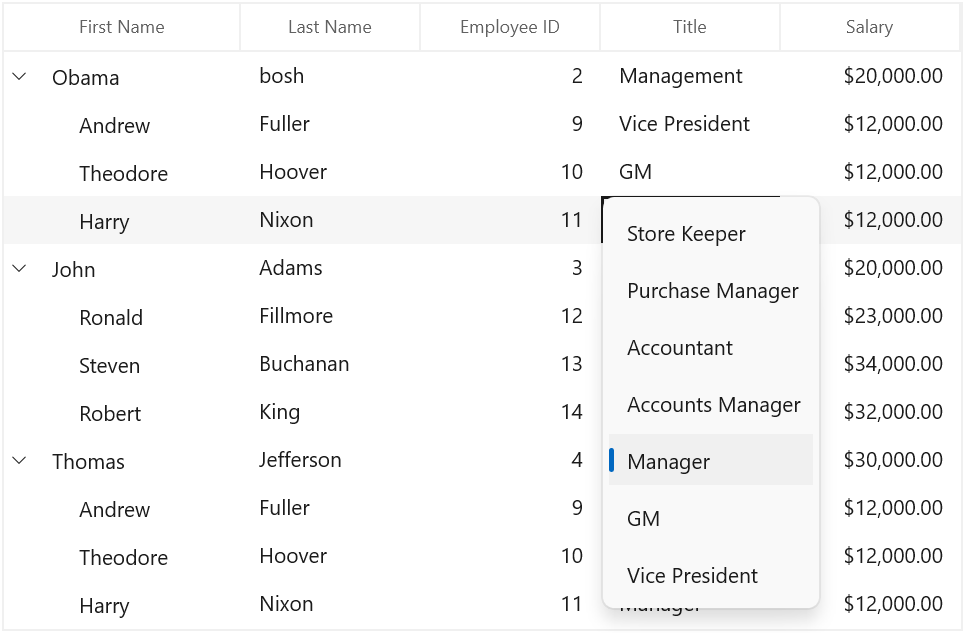 First Name Last Name Employee ID Title Salary
Obama bosh 2 Management $20,000.00
Andrew Fuller 9 Vice President $12,000.00
Theodore Hoover 10 GM $12,000.00
Harry Nixon 11 $12,000.00
Store Keeper
John Adams 3 $20,000.00
Purchase Manager
Ronald Fillmore 12 $23,000.00
Accountant
Steven Buchanan 13 $34,000.00
Accounts Manager
Robert King 14 $32,000.00
Thomas Jefferson 4 Manager $30,000.00
Andrew Fuller 9 $12,000.00
GM
Theodore Hoover 10 $12,000.00
Vice President
Harry Nixon 11 Manager $12,000.00